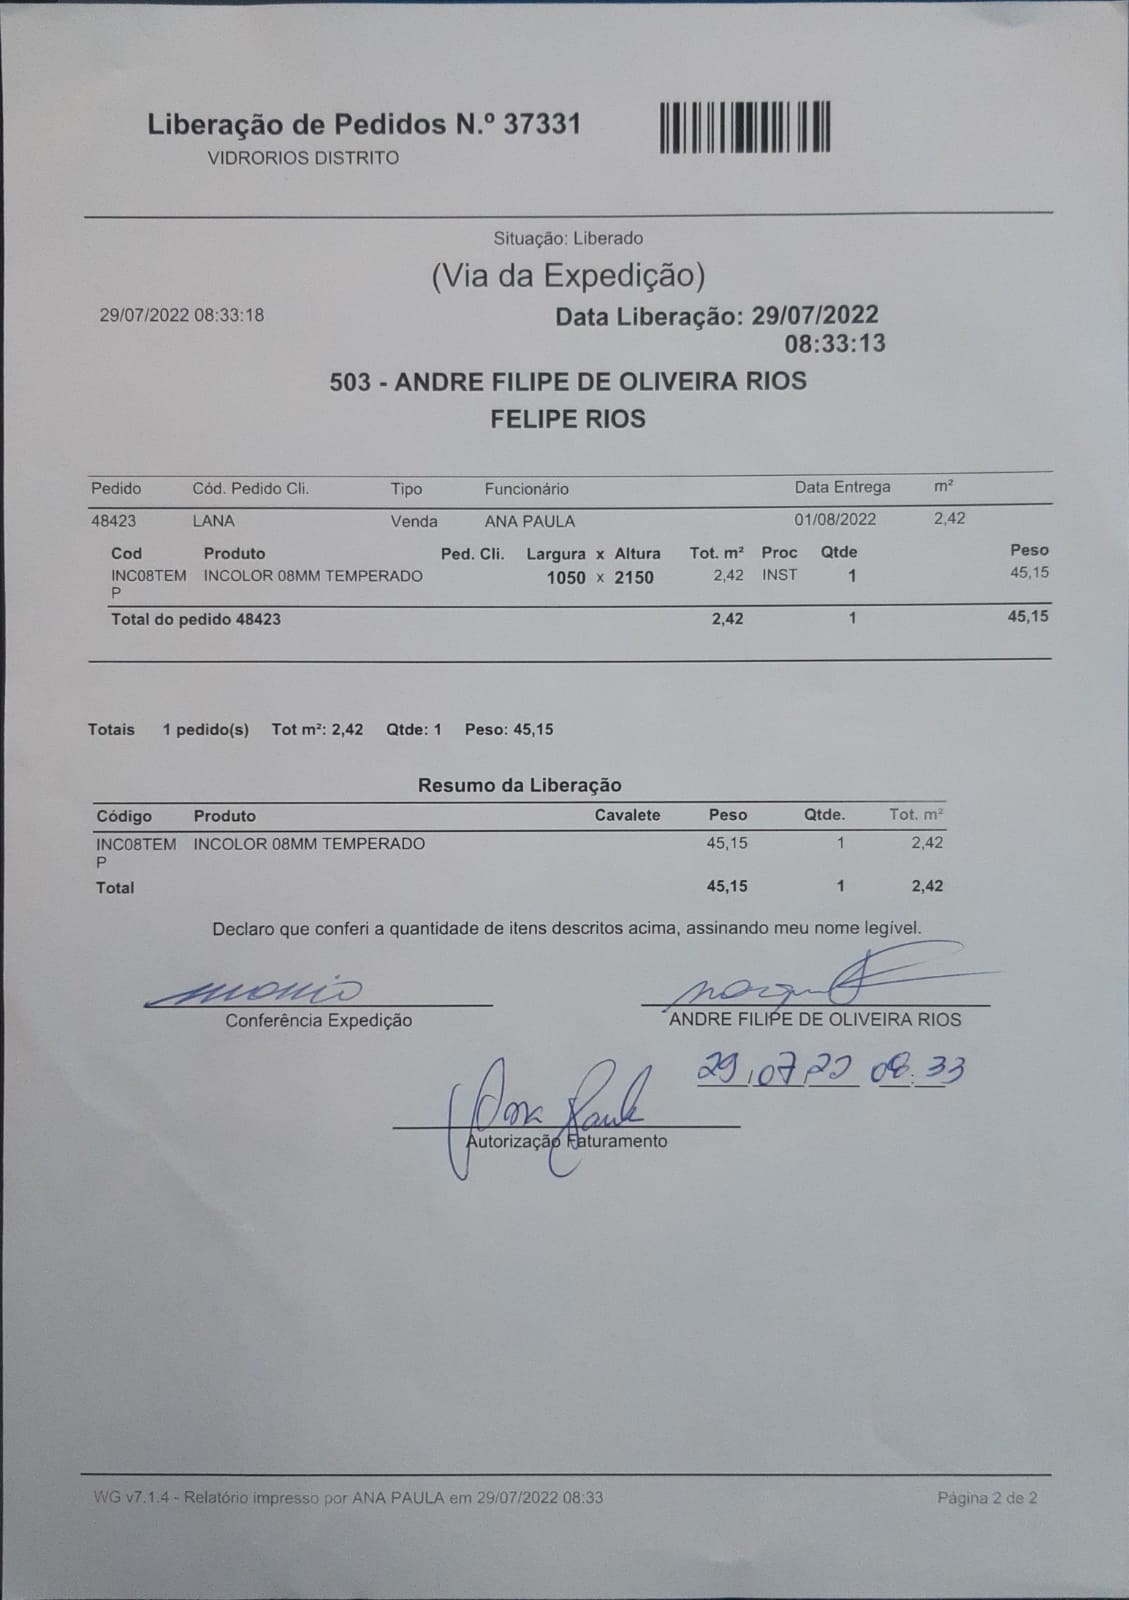 Liberação de Pedidos N.º 37331
VIDRORIOS DISTRITO
Situação: Liberado
(Via da Expedição)
29/07/2022 08:33:18
Data Liberação: 29/07/2022
08:33:13
503 - ANDRE FILIPE DE OLIVEIRA RIOS
FELIPE RIOS
Pedido Cód. Pedido Cli. Tipo Funcionário Data Entrega m²
48423 LANA Venda ANA PAULA 01/08/2022 2,42
Cod Produto Ped. Cli. Largura x Altura Tot. m² Proc Qtde Peso
INC08TEM INCOLOR 08MM TEMPERADO 1050 x 2150 2,42 INST 1 45,15
P
Total do pedido 48423 2,42 1 45,15
Totais 1 pedido(s) Tot m²: 2,42 Qtde: 1 Peso: 45,15
Resumo da Liberação
Código Produto Cavalete Peso Qtde. Tot. m²
INC08TEM INCOLOR 08MM TEMPERADO 45,15 1 2,42
P
Total 45,15 1 2,42
Declaro que conferi a quantidade de itens descritos acima, assinando meu nome legível.
Conferência Expedição
ANDRE FILIPE DE OLIVEIRA RIOS
29/07/22 08:33
Ana Paula
Autorização Faturamento
WG v7.1.4 - Relatório impresso por ANA PAULA em 29/07/2022 08:33
Página 2 de 2